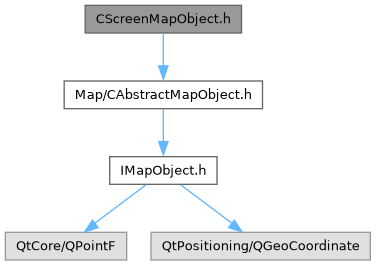 CScreenMapObject.h
Map/CAbstractMapObject.h
IMapObject.h
QtCore/QPointF
QtPositioning/QGeoCoordinate